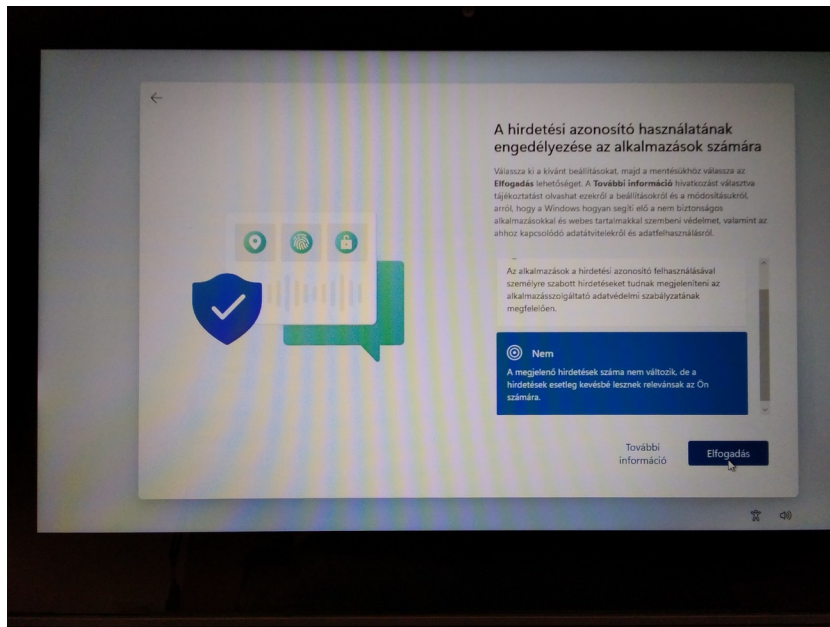 A hirdetési azonosító használatának
engedélyezése az alkalmazások számára
Válassza ki a kívánt beállításokat, majd a mentésükhöz válassza az
Elfogadás lehetőséget. A További információ hivatkozást választva
tájékoztatást olvashat ezekről a beállításokról és a módosításukról,
arról, hogy a Windows hogyan segíti elő a nem biztonságos
alkalmazásokkal és webes tartalmakkal szembeni védelmet, valamint az
ahhoz kapcsolódó adatátvitelekről és adatfelhasználásról.
Az alkalmazások a hirdetési azonosító felhasználásával
személyre szabott hirdetéseket tudnak megjeleníteni az
alkalmazásszolgáltató adatvédelmi szabályzatának
megfelelően.
Nem
A megjelenő hirdetések száma nem változik, de a
hirdetések esetleg kevésbé lesznek relevánsak az Ön
számára.
További
információ
Elfogadás